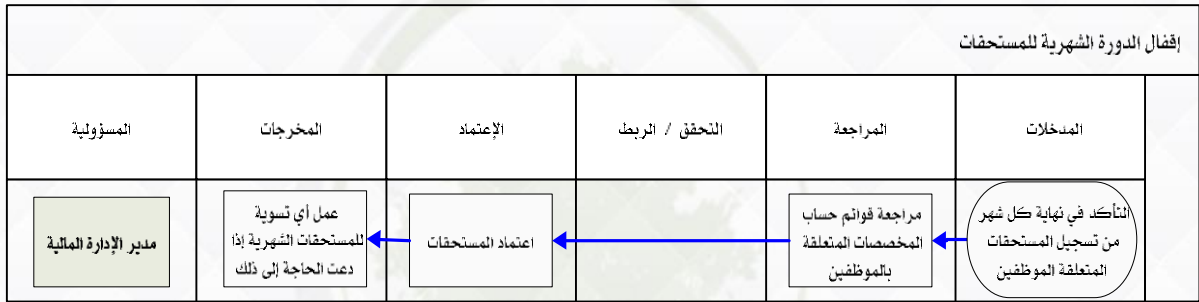 إقفال الدورة الشهرية للمستحقات
المدخلات
المراجعة
التحقق / الربط
الإعتماد
المخرجات
المسؤولية
التأكد في نهاية كل شهر
من تسجيل المستحقات
المتعلقة الموظفين
مراجعة قوائم حساب
المخصصات المتعلقة
بالموظفين
اعتماد المستحقات
عمل أي تسوية
للمستحقات الشهرية إذا
دعت الحاجة إلى ذلك
مدير الإدارة المالية